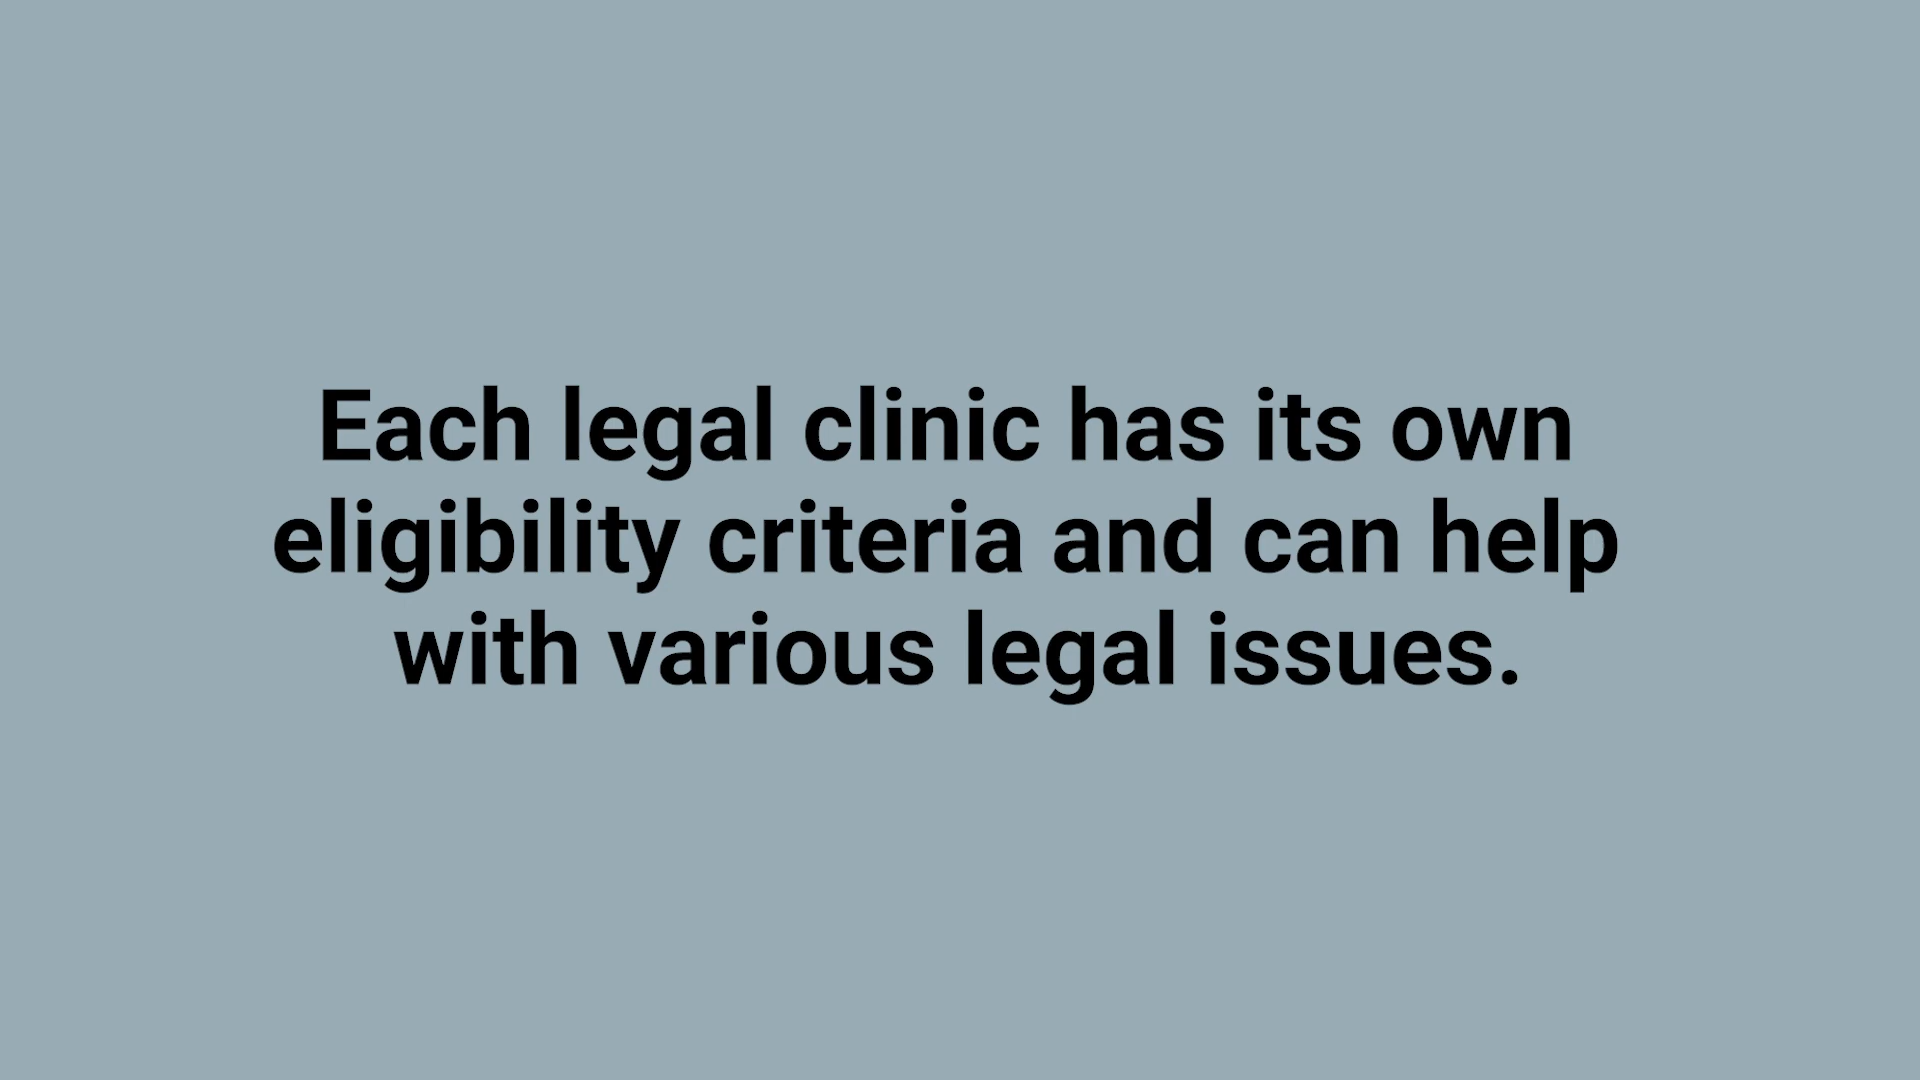 Each legal clinic has its own
eligibility criteria and can help
with various legal issues.